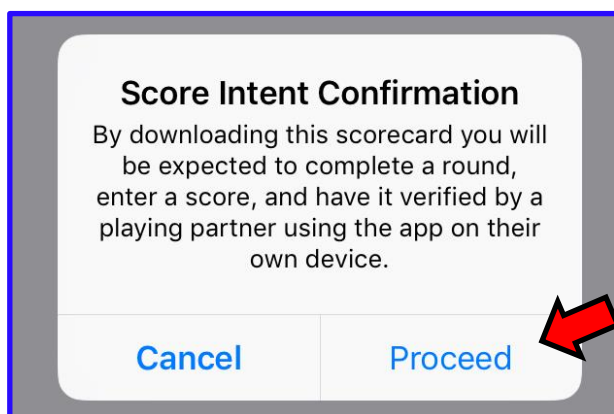 Score Intent Confirmation
By downloading this scorecard you will
be expected to complete a round,
enter a score, and have it verified by a
playing partner using the app on their
own device.
Cancel
Proceed